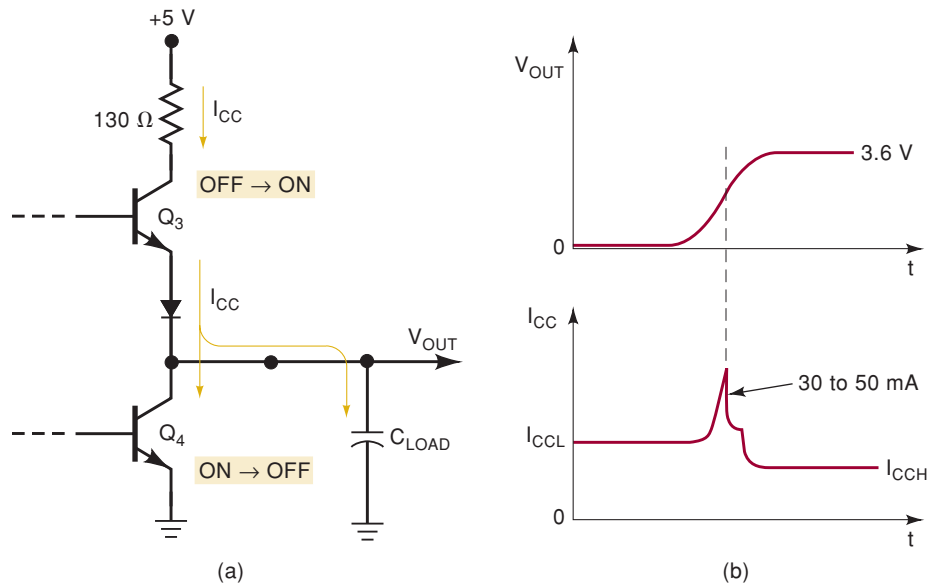 +5 V
130 Ω
I_CC
OFF → ON
Q_3
I_CC
V_OUT
Q_4
C_LOAD
ON → OFF
(a)
V_OUT
3.6 V
0
t
I_CC
30 to 50 mA
I_CCL
I_CCH
0
t
(b)